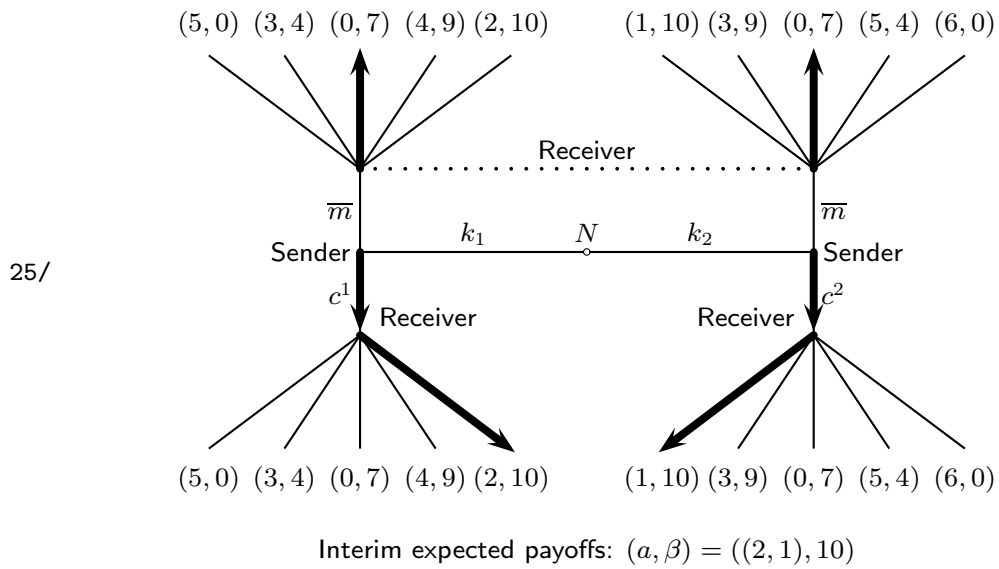 (5, 0) (3, 4) (0, 7) (4, 9) (2, 10) (1, 10) (3, 9) (0, 7) (5, 4) (6, 0)
Receiver
m̅ m̅
k₁ N k₂
Sender Sender
25/
c¹ c²
Receiver Receiver
(5, 0) (3, 4) (0, 7) (4, 9) (2, 10) (1, 10) (3, 9) (0, 7) (5, 4) (6, 0)
Interim expected payoffs: (a, β) = ((2, 1), 10)